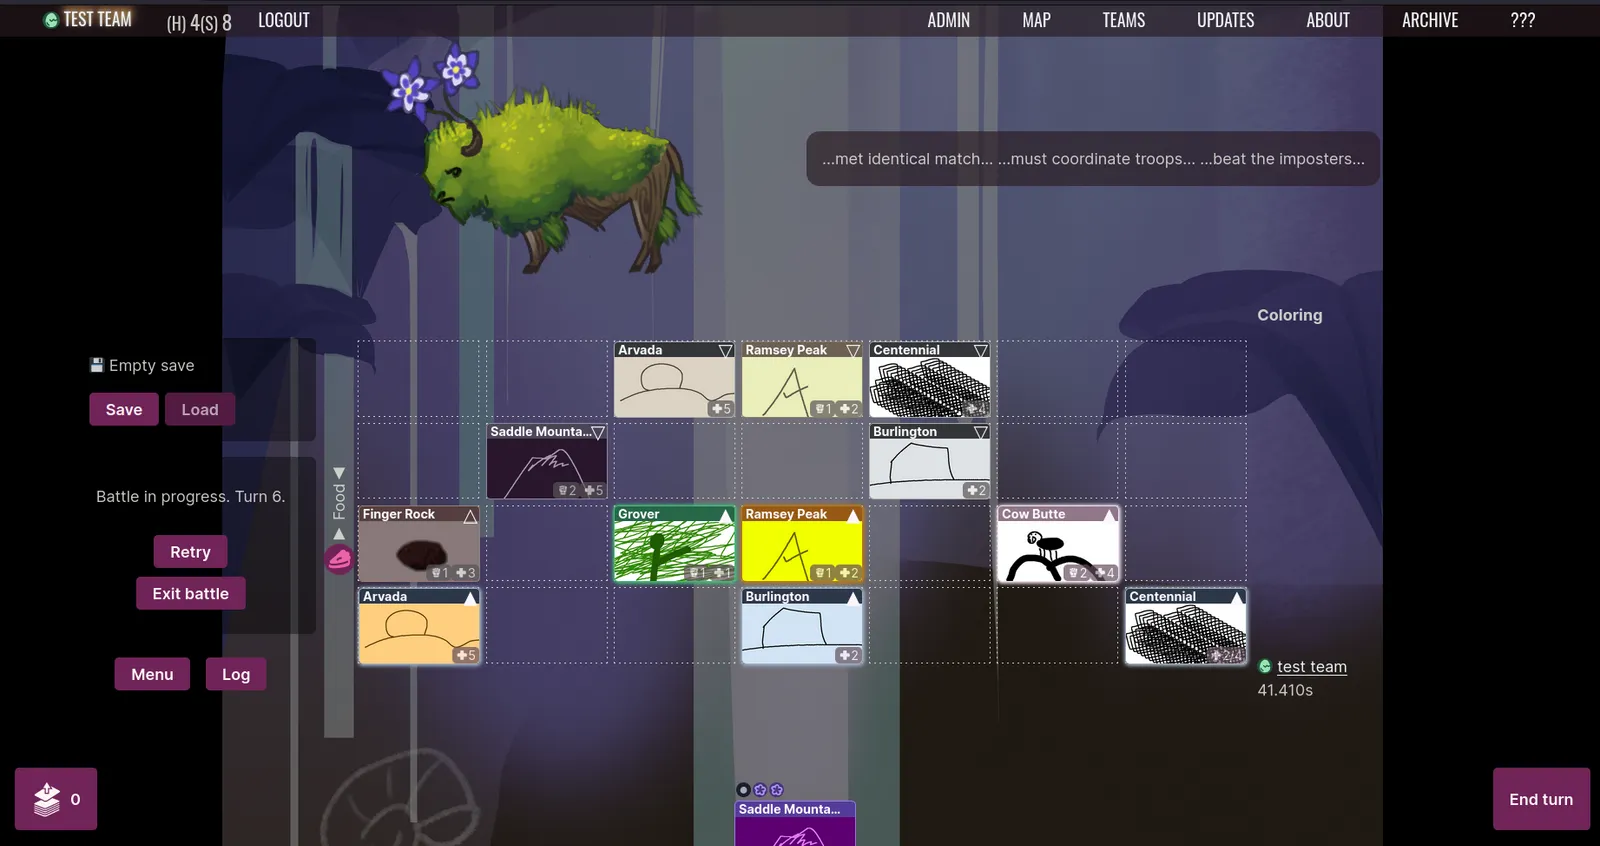 TEST TEAM (H) 4(S) 8 LOGOUT ADMIN MAP TEAMS UPDATES ABOUT ARCHIVE ???
...met identical match... ...must coordinate troops... ...beat the imposters...
Coloring
Arvada Ramsey Peak Centennial
5 1 2
💾 Empty save
Save Load
Saddle Mounta... Burlington
2 5 2
Battle in progress. Turn 6.
Food
Finger Rock Grover Ramsey Peak Cow Butte
1 3 1 1 1 2 2 4
Retry
Exit battle
Arvada Burlington Centennial
5 2 2/4
Menu Log
test team
41.410s
0
End turn
Saddle Mounta...